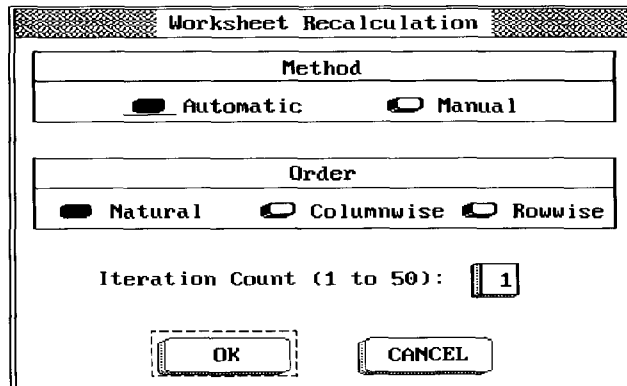 Worksheet Recalculation
Method
Automatic Manual
Order
Natural Columnwise Rowwise
Iteration Count (1 to 50): 1
OK CANCEL